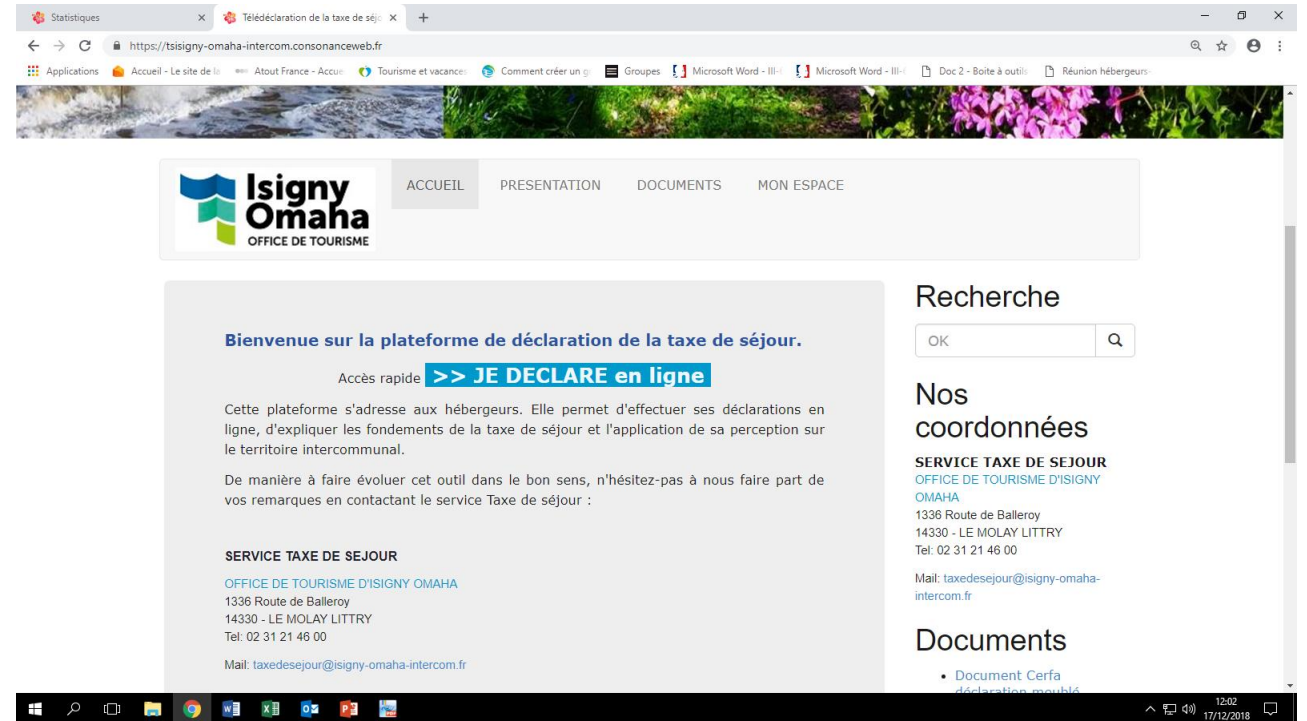 Statistiques
Télédéclaration de la taxe de séjo
https://tsisigny-omaha-intercom.consonanceweb.fr
Applications
Accueil - Le site de la
Atout France - Accue
Tourisme et vacances
Comment créer un g
Groupes
Microsoft Word - III-
Microsoft Word - III-
Doc 2 - Boite à outils
Réunion hébergeurs-
Isigny
Omaha
OFFICE DE TOURISME
ACCUEIL
PRESENTATION
DOCUMENTS
MON ESPACE
Bienvenue sur la plateforme de déclaration de la taxe de séjour.
Accès rapide >> JE DECLARE en ligne
Cette plateforme s'adresse aux hébergeurs. Elle permet d'effectuer ses déclarations en
ligne, d'expliquer les fondements de la taxe de séjour et l'application de sa perception sur
le territoire intercommunal.
De manière à faire évoluer cet outil dans le bon sens, n'hésitez-pas à nous faire part de
vos remarques en contactant le service Taxe de séjour :
SERVICE TAXE DE SEJOUR
OFFICE DE TOURISME D'ISIGNY OMAHA
1336 Route de Balleroy
14330 - LE MOLAY LITTRY
Tel: 02 31 21 46 00
Mail: taxedesejour@isigny-omaha-intercom.fr
Recherche
OK
Nos
coordonnées
SERVICE TAXE DE SEJOUR
OFFICE DE TOURISME D'ISIGNY
OMAHA
1336 Route de Balleroy
14330 - LE MOLAY LITTRY
Tel: 02 31 21 46 00
Mail: taxedesejour@isigny-omaha-
intercom.fr
Documents
Document Cerfa
déclaration meublé
12:02
17/12/2018